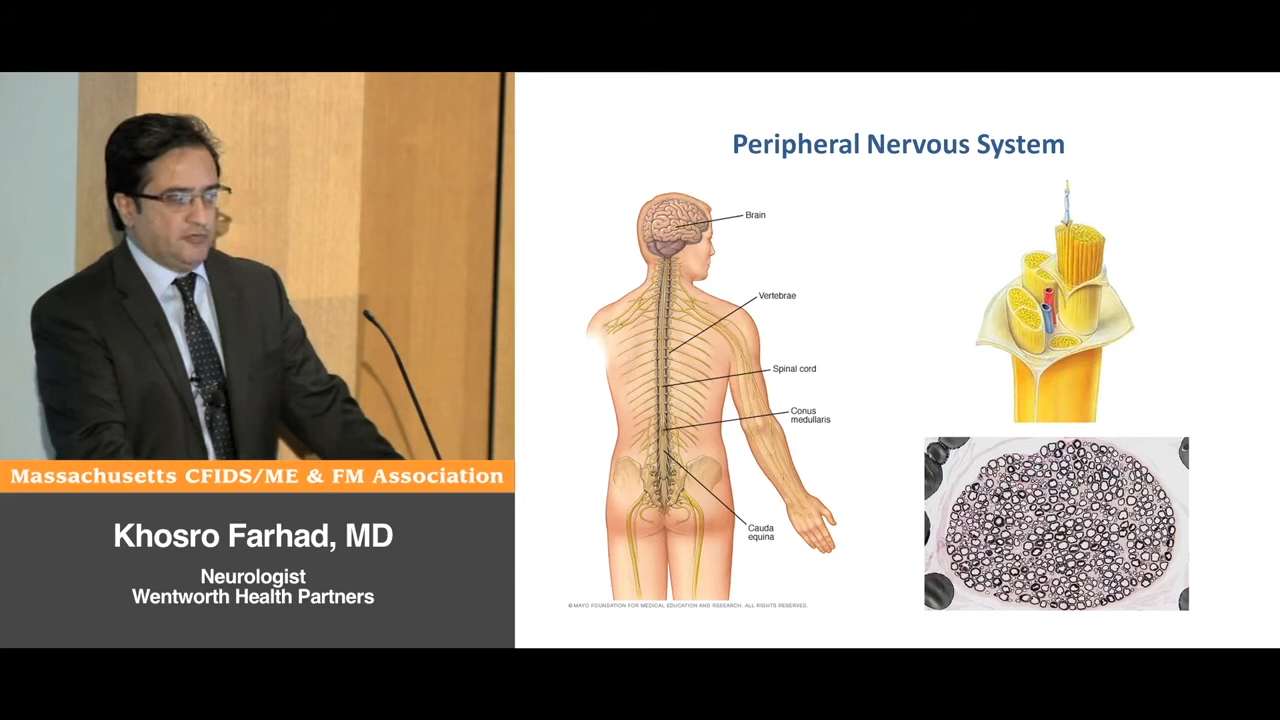 Massachusetts CFIDS/ME & FM Association
Khosro Farhad, MD
Neurologist
Wentworth Health Partners
Peripheral Nervous System
Brain
Vertebrae
Spinal cord
Conus
medullaris
Cauda
equina
© MAYO FOUNDATION FOR MEDICAL EDUCATION AND RESEARCH. ALL RIGHTS RESERVED.